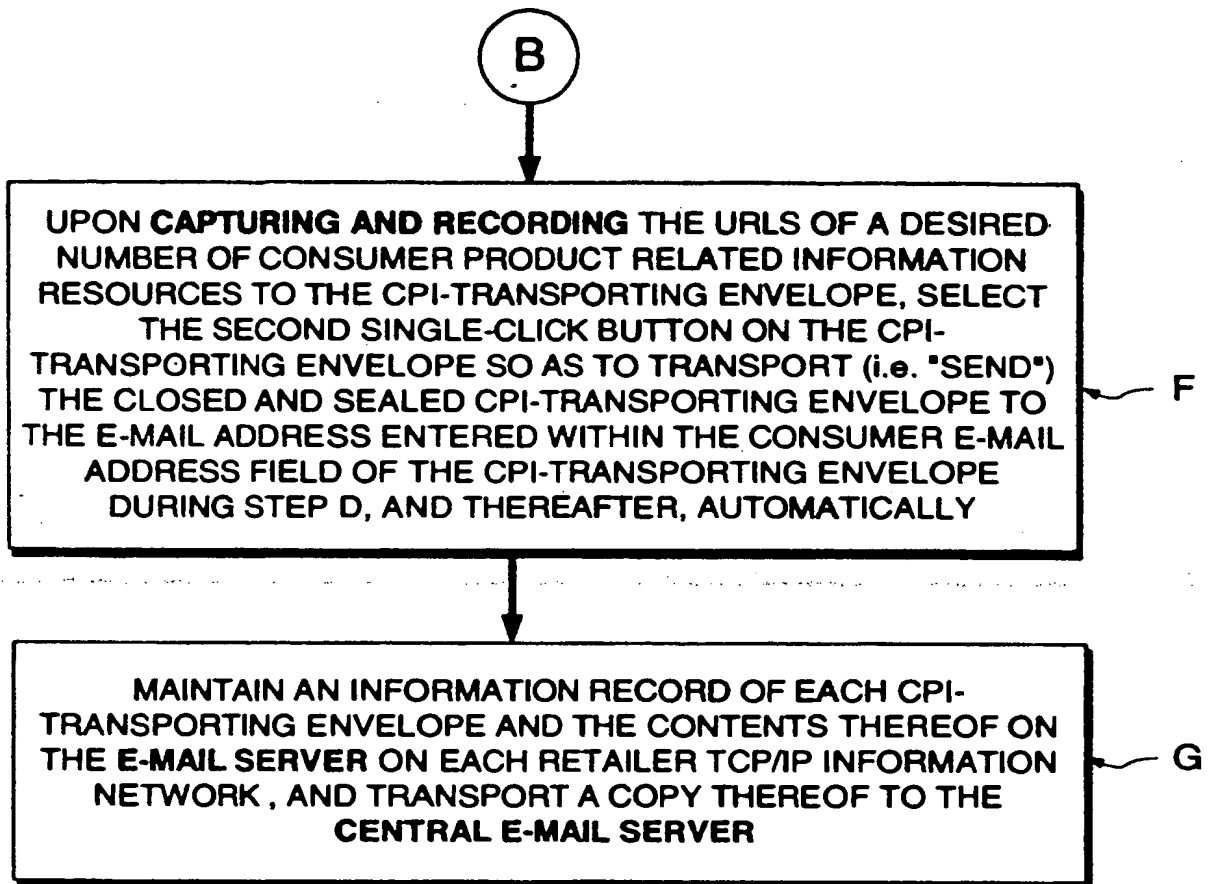 B
UPON CAPTURING AND RECORDING THE URLS OF A DESIRED
NUMBER OF CONSUMER PRODUCT RELATED INFORMATION
RESOURCES TO THE CPI-TRANSPORTING ENVELOPE, SELECT
THE SECOND SINGLE-CLICK BUTTON ON THE CPI-
TRANSPORTING ENVELOPE SO AS TO TRANSPORT (i.e. "SEND")
THE CLOSED AND SEALED CPI-TRANSPORTING ENVELOPE TO
THE E-MAIL ADDRESS ENTERED WITHIN THE CONSUMER E-MAIL
ADDRESS FIELD OF THE CPI-TRANSPORTING ENVELOPE
DURING STEP D, AND THEREAFTER, AUTOMATICALLY
F
MAINTAIN AN INFORMATION RECORD OF EACH CPI-
TRANSPORTING ENVELOPE AND THE CONTENTS THEREOF ON
THE E-MAIL SERVER ON EACH RETAILER TCP/IP INFORMATION
NETWORK , AND TRANSPORT A COPY THEREOF TO THE
CENTRAL E-MAIL SERVER
G